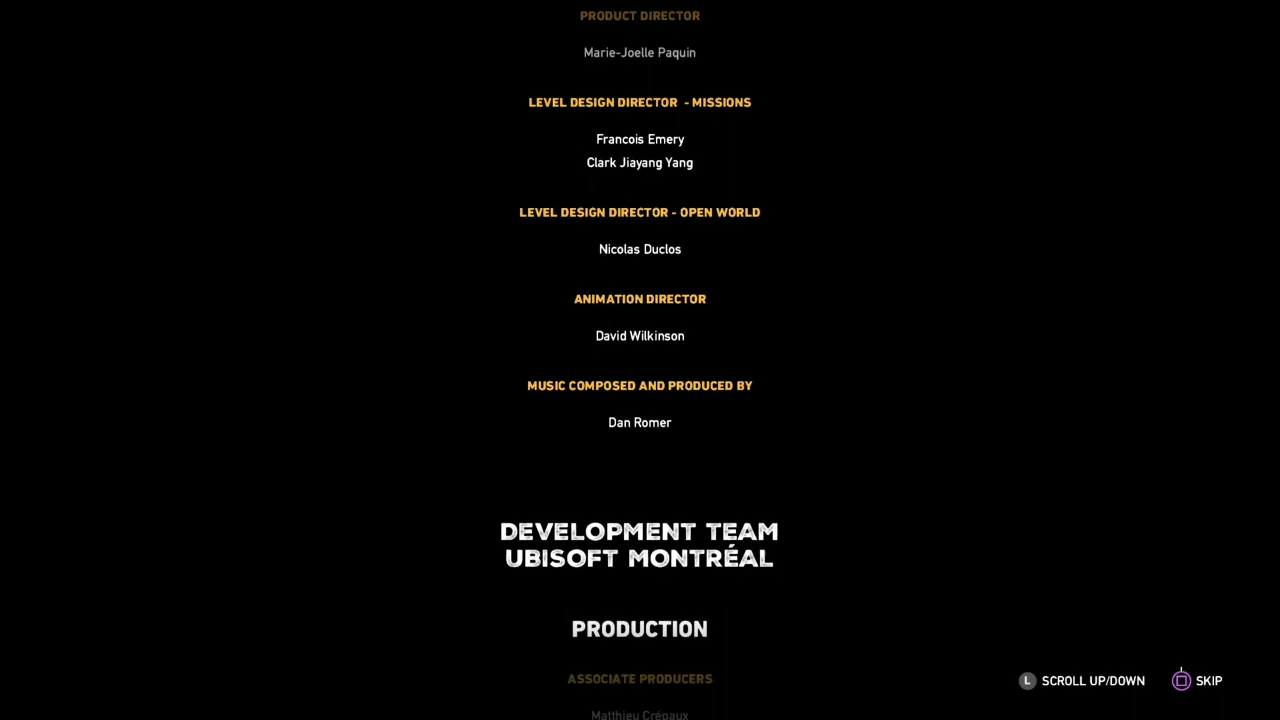 PRODUCT DIRECTOR
Marie-Joelle Paquin
LEVEL DESIGN DIRECTOR - MISSIONS
Francois Emery
Clark Jiayang Yang
LEVEL DESIGN DIRECTOR - OPEN WORLD
Nicolas Duclos
ANIMATION DIRECTOR
David Wilkinson
MUSIC COMPOSED AND PRODUCED BY
Dan Romer
DEVELOPMENT TEAM
UBISOFT MONTRÉAL
PRODUCTION
ASSOCIATE PRODUCERS
Matthieu Crépaux
L SCROLL UP/DOWN SKIP